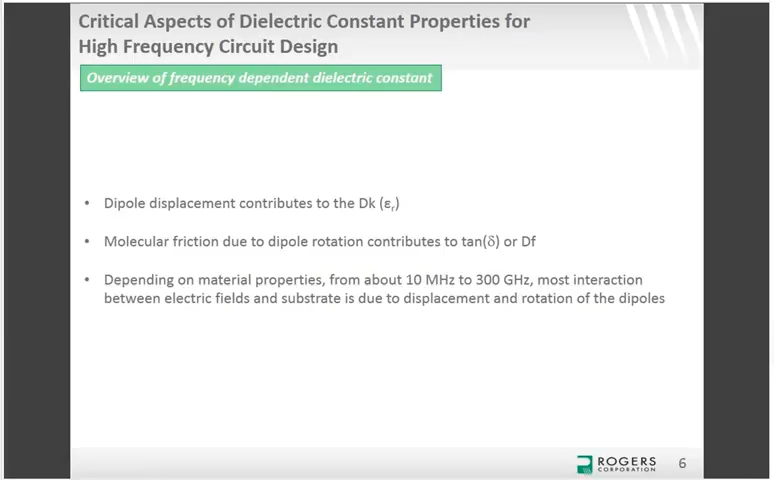 Critical Aspects of Dielectric Constant Properties for
High Frequency Circuit Design
Overview of frequency dependent dielectric constant
• Dipole displacement contributes to the Dk (εr)
• Molecular friction due to dipole rotation contributes to tan(δ) or Df
• Depending on material properties, from about 10 MHz to 300 GHz, most interaction
between electric fields and substrate is due to displacement and rotation of the dipoles
ROGERS
CORPORATION
6